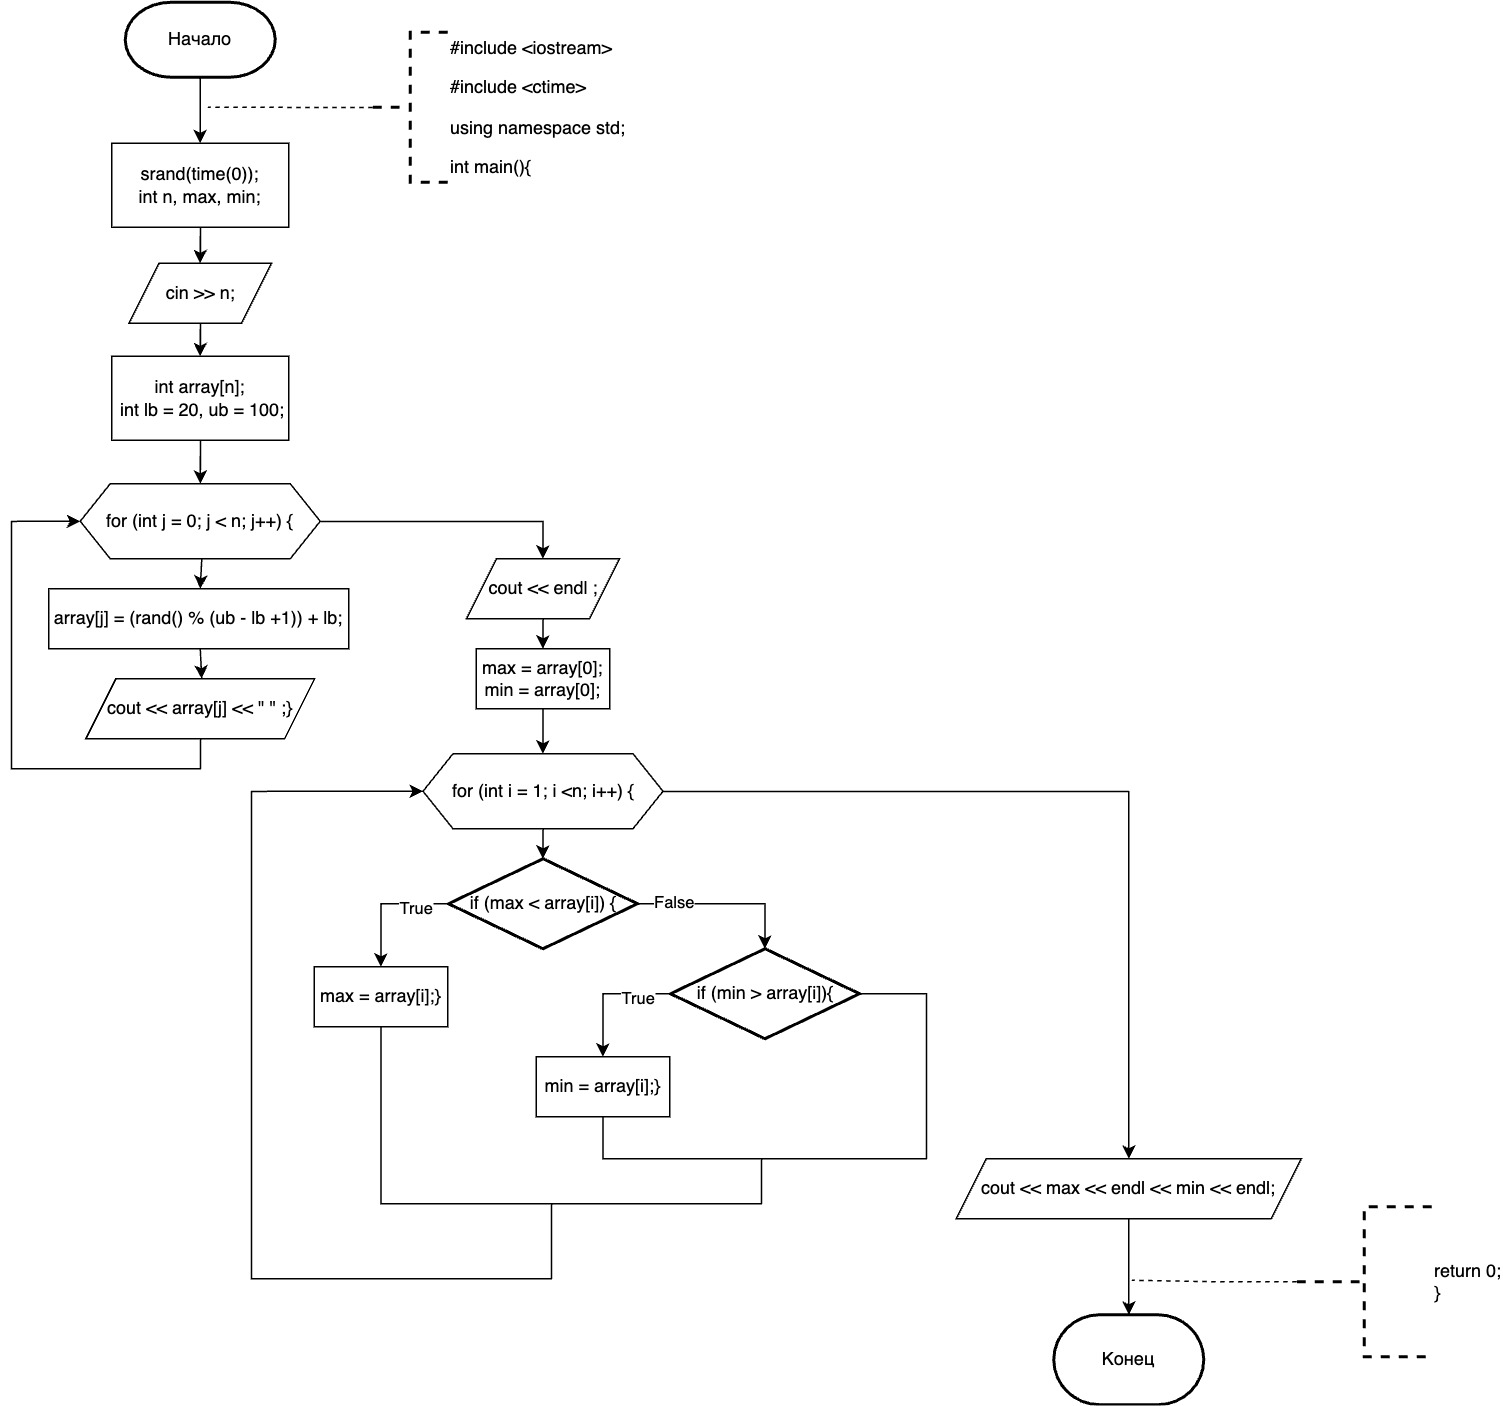 Начало
#include <iostream>
#include <ctime>
using namespace std;
int main(){
srand(time(0));
int n, max, min;
cin >> n;
int array[n];
int lb = 20, ub = 100;
for (int j = 0; j < n; j++) {
array[j] = (rand() % (ub - lb +1)) + lb;
cout << array[j] << " " ;}
cout << endl ;
max = array[0];
min = array[0];
for (int i = 1; i <n; i++) {
if (max < array[i]) {
True
False
max = array[i];}
if (min > array[i]){
True
min = array[i];}
cout << max << endl << min << endl;
return 0;
}
Конец